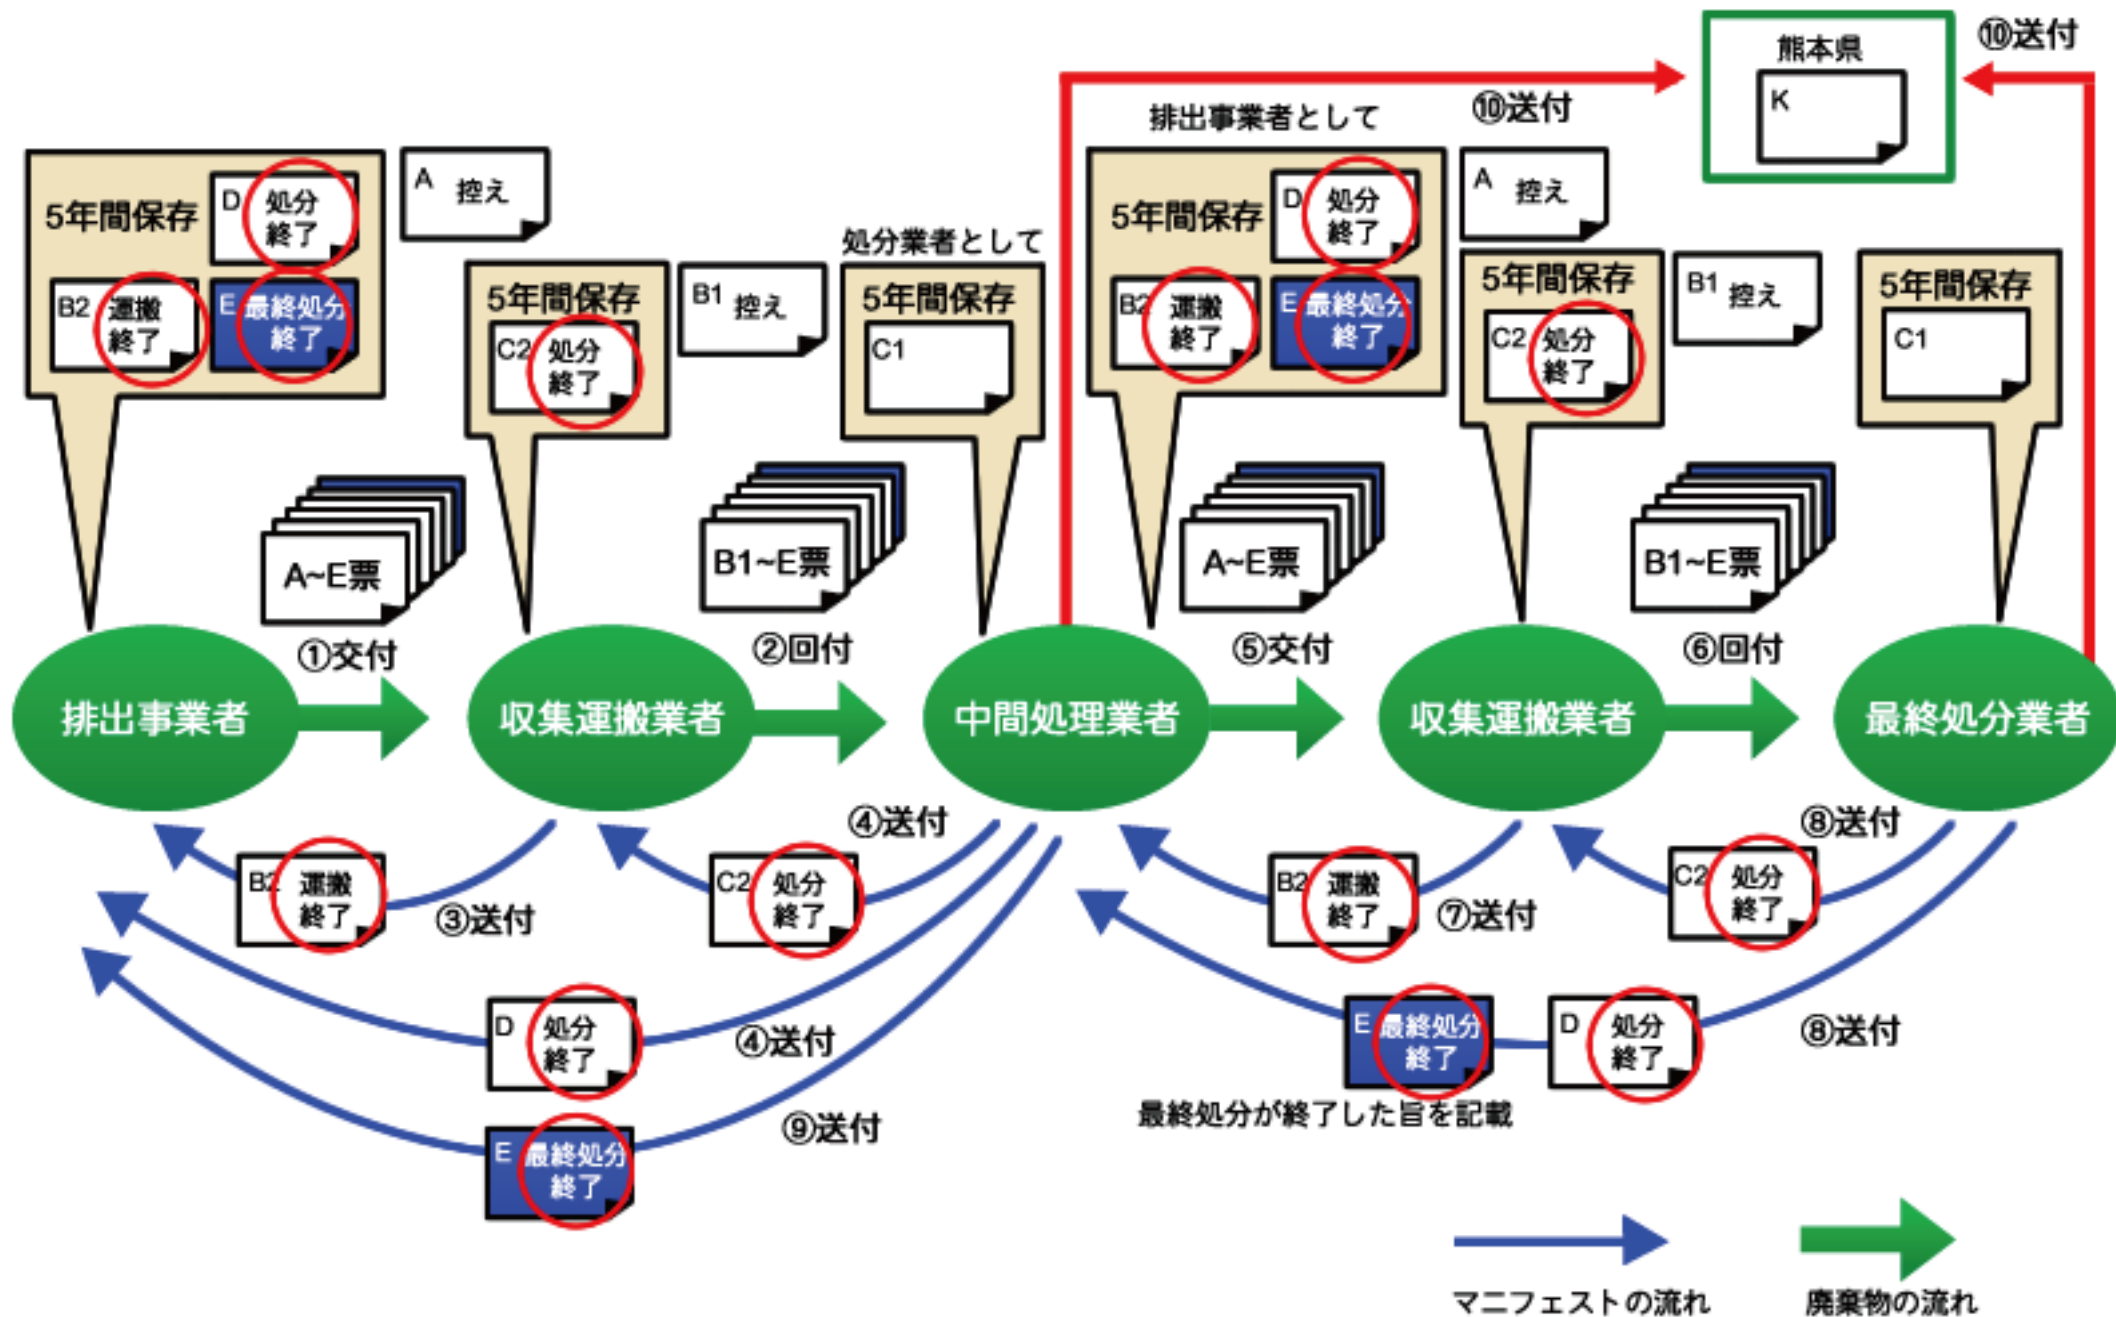 熊本県
K
⑩送付
⑩送付
排出事業者として
5年間保存
D
処分
終了
B2
運搬
終了
E
最終処分
終了
A
控え
5年間保存
C2
処分
終了
B1
控え
処分業者として
5年間保存
C1
5年間保存
D
処分
終了
B2
運搬
終了
E
最終処分
終了
A
控え
5年間保存
C2
処分
終了
B1
控え
5年間保存
C1
A~E票
①交付
B1~E票
②回付
A~E票
⑤交付
B1~E票
⑥回付
排出事業者
収集運搬業者
中間処理業者
収集運搬業者
最終処分業者
B2
運搬
終了
③送付
C2
処分
終了
④送付
D
処分
終了
④送付
E
最終処分
終了
⑨送付
B2
運搬
終了
⑦送付
C2
処分
終了
⑧送付
E
最終処分
終了
D
処分
終了
⑧送付
最終処分が終了した旨を記載
マニフェストの流れ
廃棄物の流れ